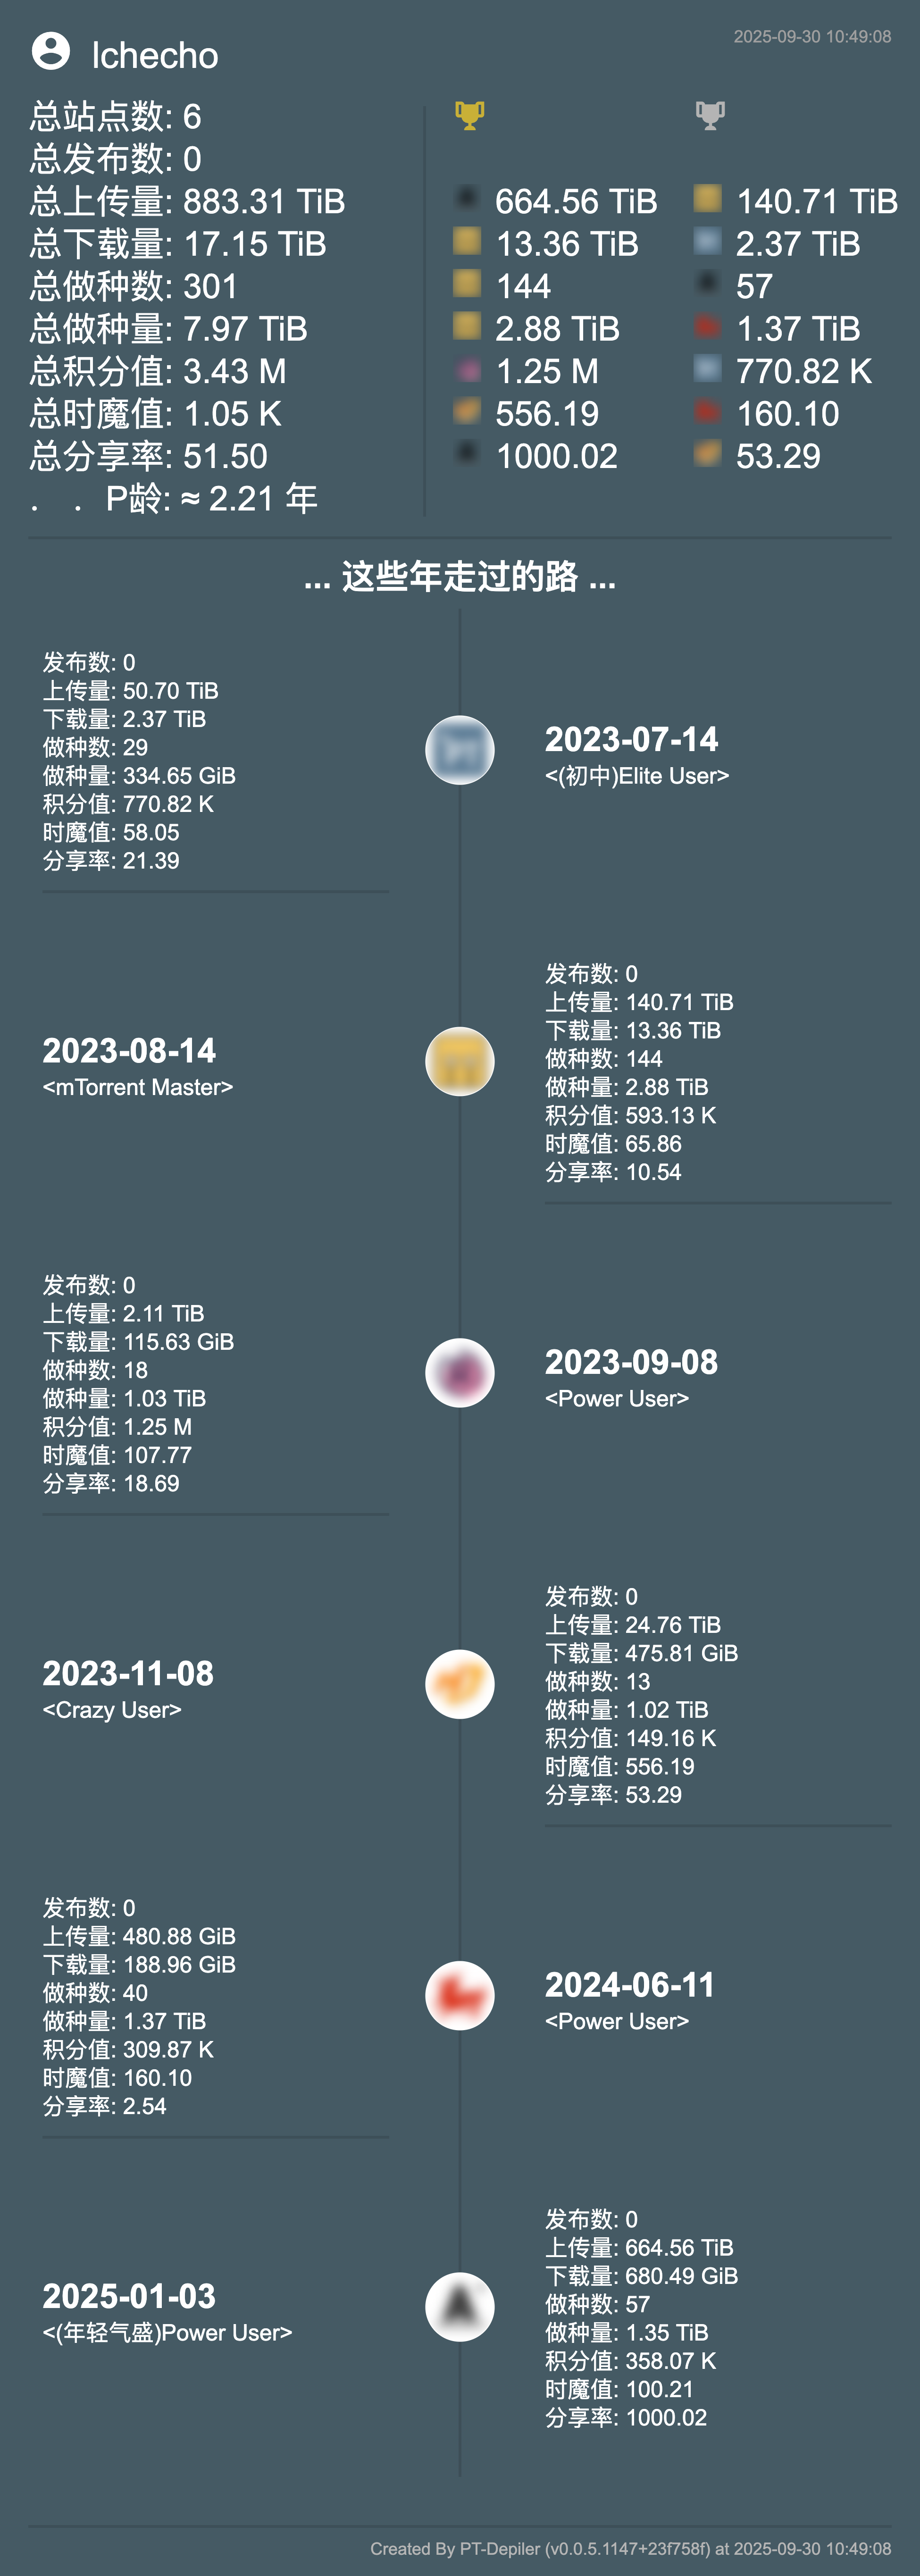 lchecho
2025-09-30 10:49:08
总站点数: 6
总发布数: 0
总上传量: 883.31 TiB
总下载量: 17.15 TiB
总做种数: 301
总做种量: 7.97 TiB
总积分值: 3.43 M
总时魔值: 1.05 K
总分享率: 51.50
. . P龄: ≈ 2.21 年
664.56 TiB
13.36 TiB
144
2.88 TiB
1.25 M
556.19
1000.02
140.71 TiB
2.37 TiB
57
1.37 TiB
770.82 K
160.10
53.29
... 这些年走过的路 ...
发布数: 0
上传量: 50.70 TiB
下载量: 2.37 TiB
做种数: 29
做种量: 334.65 GiB
积分值: 770.82 K
时魔值: 58.05
分享率: 21.39
2023-07-14
<(初中)Elite User>
2023-08-14
<mTorrent Master>
发布数: 0
上传量: 140.71 TiB
下载量: 13.36 TiB
做种数: 144
做种量: 2.88 TiB
积分值: 593.13 K
时魔值: 65.86
分享率: 10.54
发布数: 0
上传量: 2.11 TiB
下载量: 115.63 GiB
做种数: 18
做种量: 1.03 TiB
积分值: 1.25 M
时魔值: 107.77
分享率: 18.69
2023-09-08
<Power User>
2023-11-08
<Crazy User>
发布数: 0
上传量: 24.76 TiB
下载量: 475.81 GiB
做种数: 13
做种量: 1.02 TiB
积分值: 149.16 K
时魔值: 556.19
分享率: 53.29
发布数: 0
上传量: 480.88 GiB
下载量: 188.96 GiB
做种数: 40
做种量: 1.37 TiB
积分值: 309.87 K
时魔值: 160.10
分享率: 2.54
2024-06-11
<Power User>
2025-01-03
<(年轻气盛)Power User>
发布数: 0
上传量: 664.56 TiB
下载量: 680.49 GiB
做种数: 57
做种量: 1.35 TiB
积分值: 358.07 K
时魔值: 100.21
分享率: 1000.02
Created By PT-Depiler (v0.0.5.1147+23f758f) at 2025-09-30 10:49:08